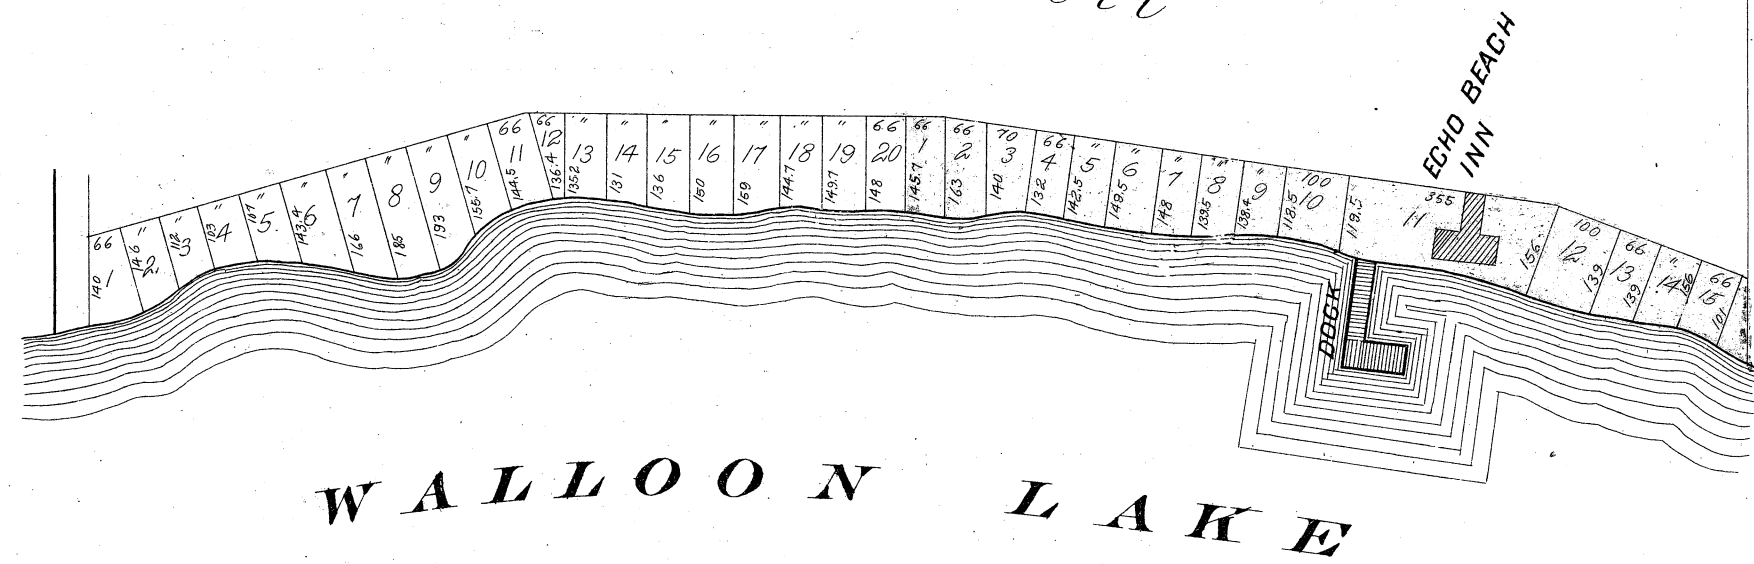 ECHO BEACH
INN
66 " " " " " " " " " 66 66 " " " " " " 66 66 66 70 66 " " " " " 100 355 100 66 " 66
1 2 3 4 5 6 7 8 9 10 11 12 13 14 15 16 17 18 19 20 1 2 3 4 5 6 7 8 9 10 11 12 13 14 15
140 146 112 103 107 143.4 166 185 193 155.7 144.5 136.4 135.2 131 136 150 159 144.7 149.7 148 145.7 163 140 132 142.5 149.5 148 139.5 138.4 118.5 119.5 156. 139. 139 156 101
DOCK
WALLOON LAKE